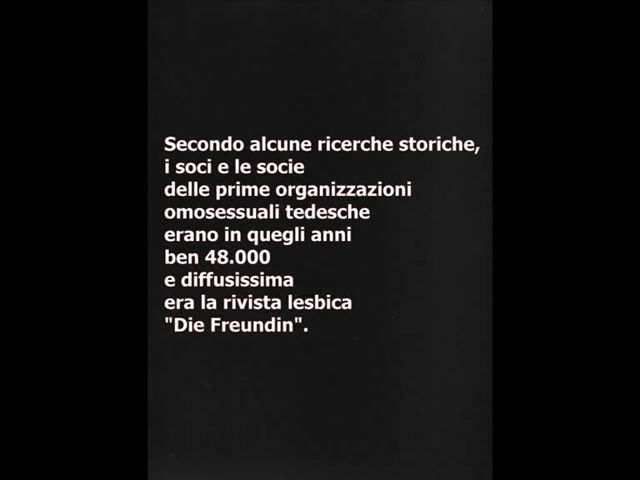 Secondo alcune ricerche storiche,
i soci e le socie
delle prime organizzazioni
omosessuali tedesche
erano in quegli anni
ben 48.000
e diffusissima
era la rivista lesbica
"Die Freundin".